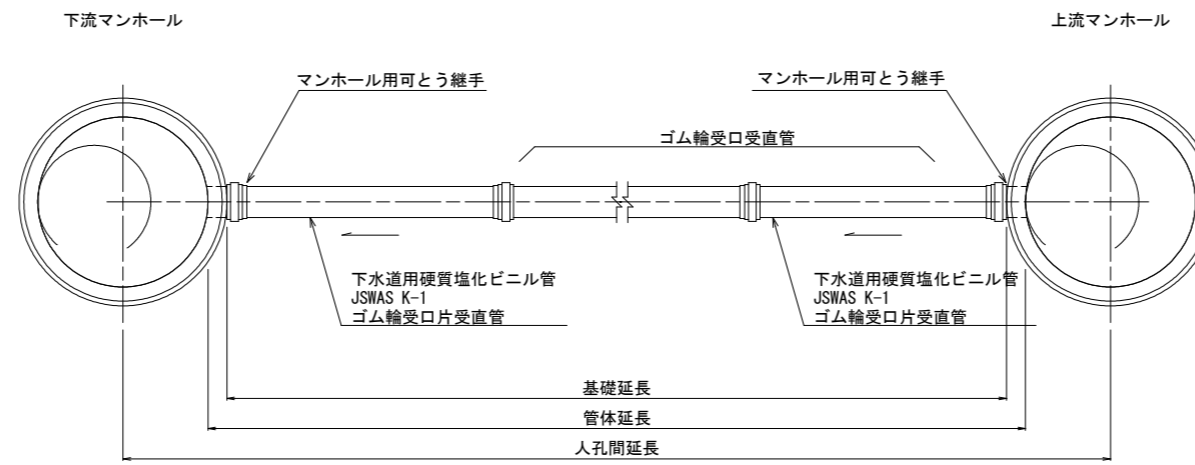 下流マンホール
上流マンホール
マンホール用可とう継手
マンホール用可とう継手
ゴム輪受口受直管
下水道用硬質塩化ビニル管
JSWAS K-1
ゴム輪受口片受直管
下水道用硬質塩化ビニル管
JSWAS K-1
ゴム輪受口片受直管
基礎延長
管体延長
人孔間延長